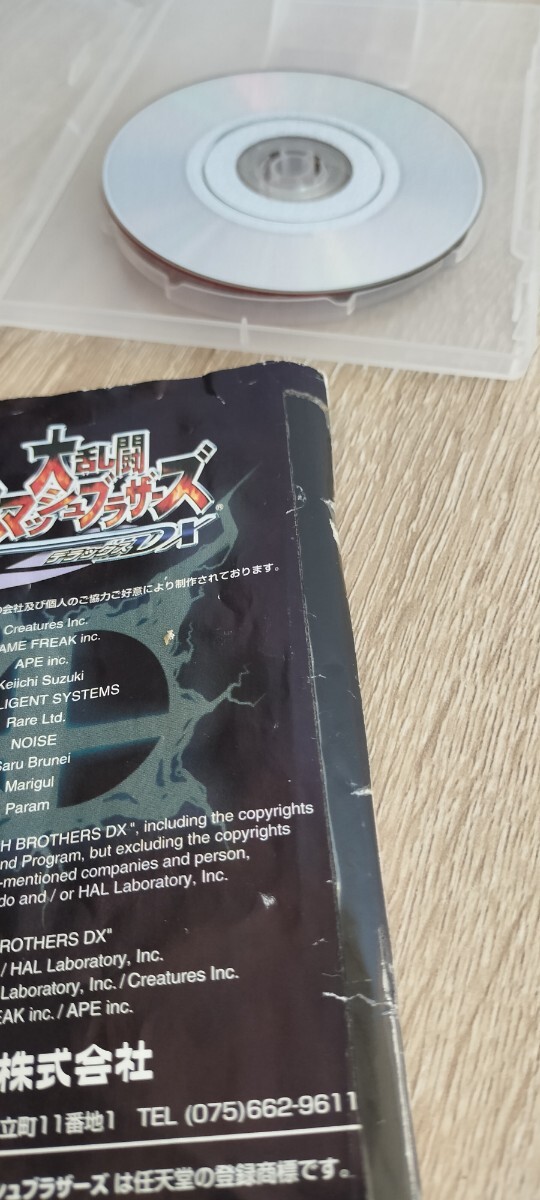 大乱闘
マッシュブラザーズ
デラックスDX®
の会社及び個人のご協力ご好意により制作されております。
Creatures Inc.
AME FREAK inc.
APE inc.
Keiichi Suzuki
LIGENT SYSTEMS
Rare Ltd.
NOISE
Saru Brunei
Marigul
Param
H BROTHERS DX", including the copyrights
nd Program, but excluding the copyrights
-mentioned companies and person,
do and / or HAL Laboratory, Inc.
BROTHERS DX"
/ HAL Laboratory, Inc.
Laboratory, Inc. / Creatures Inc.
EAK inc. / APE inc.
株式会社
立町11番地1 TEL (075)662-9611
シュブラザーズ は任天堂の登録商標です。